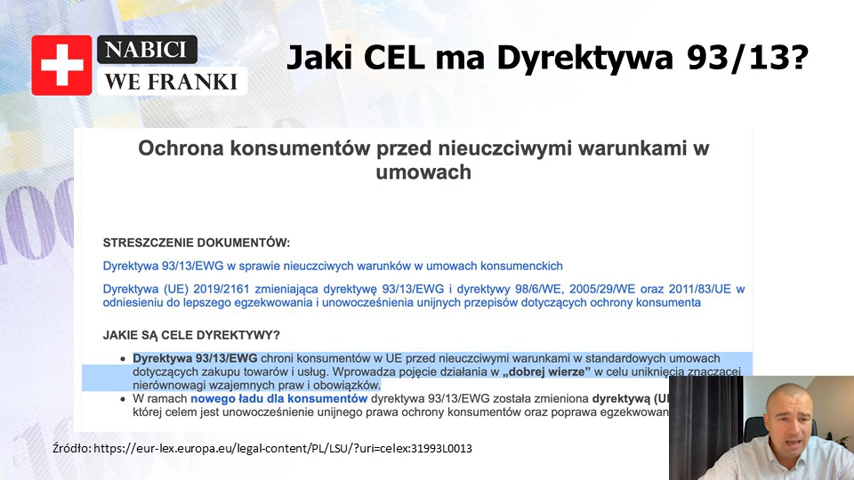 NABICI
WE FRANKI
Jaki CEL ma Dyrektywa 93/13?
Ochrona konsumentów przed nieuczciwymi warunkami w
umowach
STRESZCZENIE DOKUMENTÓW:
Dyrektywa 93/13/EWG w sprawie nieuczciwych warunków w umowach konsumenckich
Dyrektywa (UE) 2019/2161 zmieniająca dyrektywę 93/13/EWG i dyrektywy 98/6/WE, 2005/29/WE oraz 2011/83/UE w
odniesieniu do lepszego egzekwowania i unowocześnienia unijnych przepisów dotyczących ochrony konsumenta
JAKIE SĄ CELE DYREKTYWY?
• Dyrektywa 93/13/EWG chroni konsumentów w UE przed nieuczciwymi warunkami w standardowych umowach
dotyczących zakupu towarów i usług. Wprowadza pojęcie działania w „dobrej wierze” w celu uniknięcia znaczącej
nierównowagi wzajemnych praw i obowiązków.
• W ramach nowego ładu dla konsumentów dyrektywa 93/13/EWG została zmieniona dyrektywą
której celem jest unowocześnienie unijnego prawa ochrony konsumentów oraz poprawa
Źródło: https://eur-lex.europa.eu/legal-content/PL/LSU/?uri=celex:31993L0013